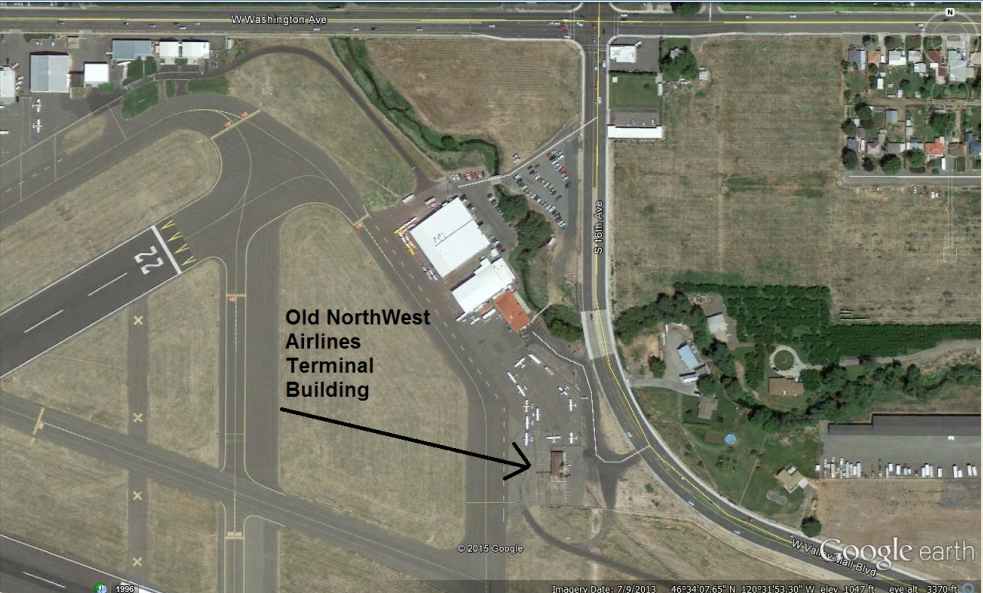 W Washington Ave
N
S 16th Ave
22
Old NorthWest
Airlines
Terminal
Building
© 2015 Google
W Valley Mall Blvd
Google earth
1996
Imagery Date: 7/9/2013 46°34'07.65" N 120°31'53.30" W elev 1047 ft eye alt 3370 ft